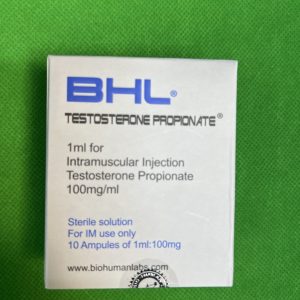 BHL®
TESTOSTERONE PROPIONATE®
1ml for
Intramuscular Injection
Testosterone Propionate
100mg/ml
Sterile solution
For IM use only
10 Ampules of 1ml:100mg
www.biohumanlabs.com